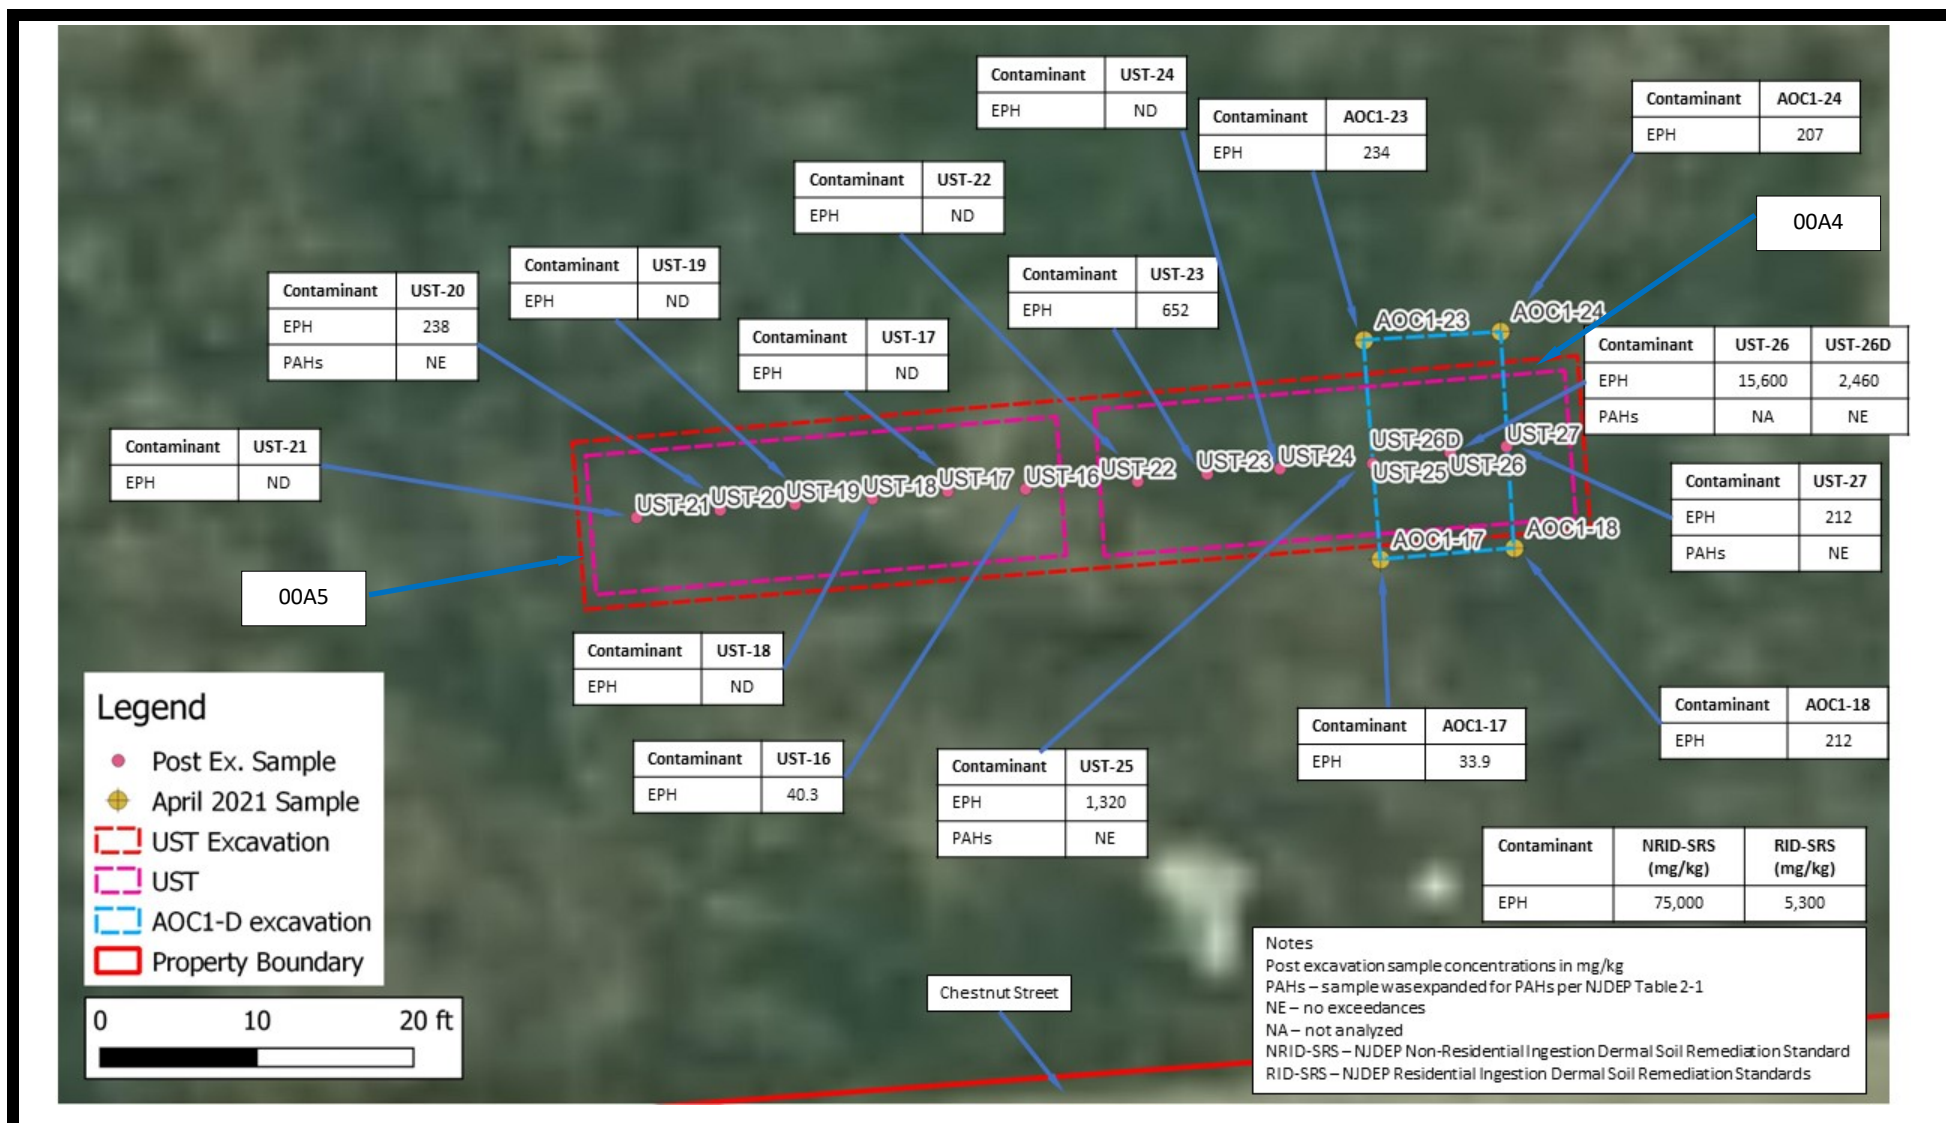 Contaminant UST-24
EPH ND
Contaminant AOC1-23
EPH 234
Contaminant AOC1-24
EPH 207
Contaminant UST-22
EPH ND
00A4
Contaminant UST-19
EPH ND
Contaminant UST-23
EPH 652
Contaminant UST-20
EPH 238
PAHs NE
Contaminant UST-17
EPH ND
AOC1-23
AOC1-24
Contaminant UST-26 UST-26D
EPH 15,600 2,460
PAHs NA NE
Contaminant UST-21
EPH ND
UST-21
UST-20
UST-19
UST-18
UST-17
UST-16
UST-22
UST-23
UST-24
UST-26D
UST-25
UST-26
UST-27
Contaminant UST-27
EPH 212
PAHs NE
AOC1-17
AOC1-18
00A5
Contaminant UST-18
EPH ND
Contaminant UST-16
EPH 40.3
Contaminant UST-25
EPH 1,320
PAHs NE
Contaminant AOC1-17
EPH 33.9
Contaminant AOC1-18
EPH 212
Legend
Post Ex. Sample
April 2021 Sample
UST Excavation
UST
AOC1-D excavation
Property Boundary
0 10 20 ft
Chestnut Street
Contaminant NRID-SRS (mg/kg) RID-SRS (mg/kg)
EPH 75,000 5,300
Notes
Post excavation sample concentrations in mg/kg
PAHs – sample was expanded for PAHs per NJDEP Table 2-1
NE – no exceedances
NA – not analyzed
NRID-SRS – NJDEP Non-Residential Ingestion Dermal Soil Remediation Standard
RID-SRS – NJDEP Residential Ingestion Dermal Soil Remediation Standards